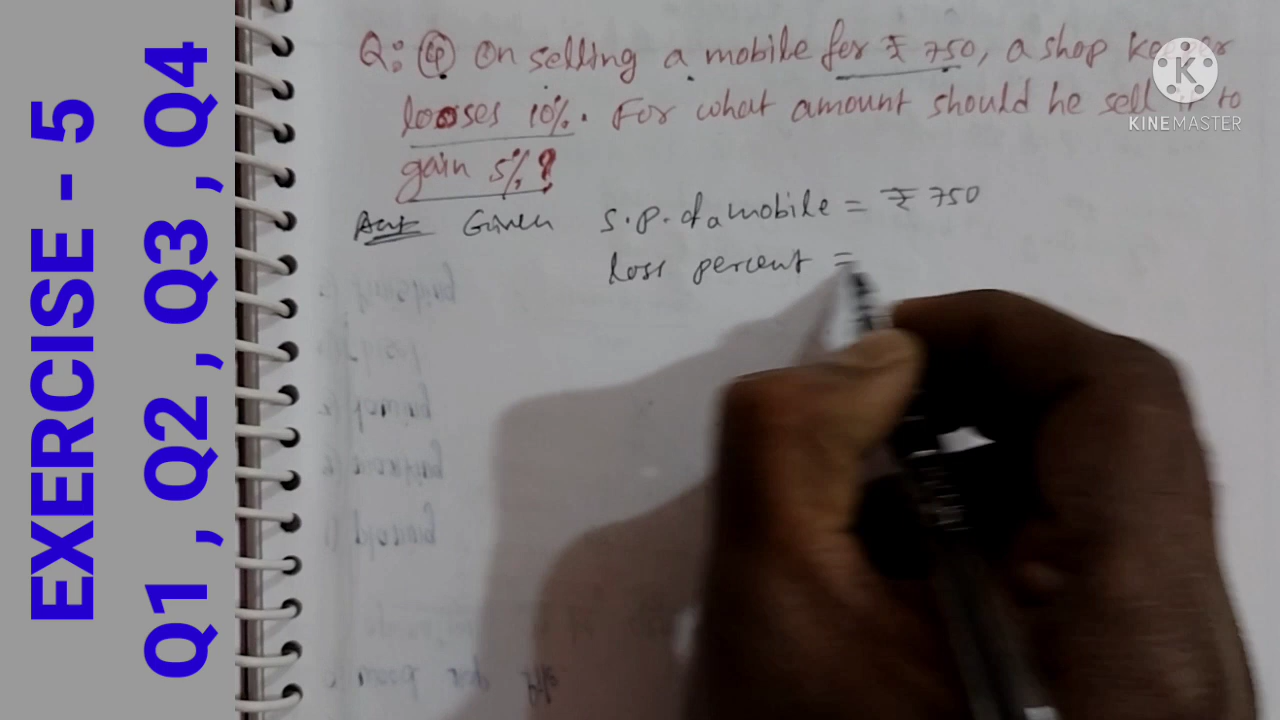 EXERCISE - 5
Q1 , Q2 , Q3 , Q4
Q: 4 On selling a mobile for ₹ 750, a shop
looses 10%. For what amount should he sell it to
gain 5%?
Ans Given S.P. of a mobile = ₹ 750
loss percent =
K
KINEMASTER